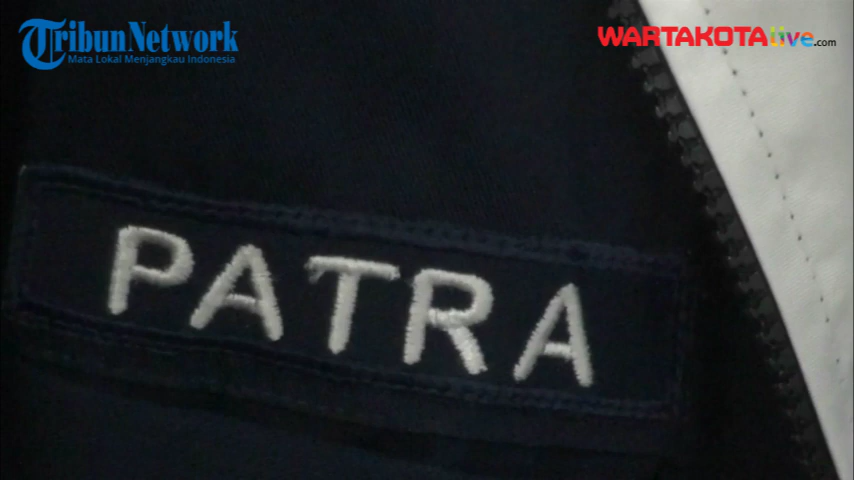 TribunNetwork
Mata Lokal Menjangkau Indonesia
WARTAKOTAlive.com
PATRA